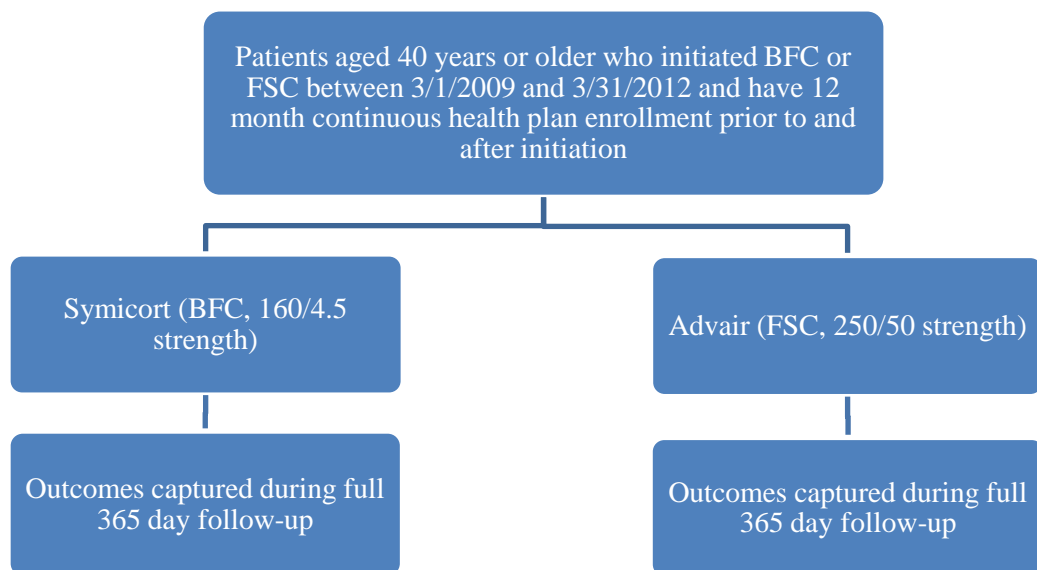 Patients aged 40 years or older who initiated BFC or
FSC between 3/1/2009 and 3/31/2012 and have 12
month continuous health plan enrollment prior to and
after initiation
Symicort (BFC, 160/4.5
strength)
Advair (FSC, 250/50 strength)
Outcomes captured during full
365 day follow-up
Outcomes captured during full
365 day follow-up